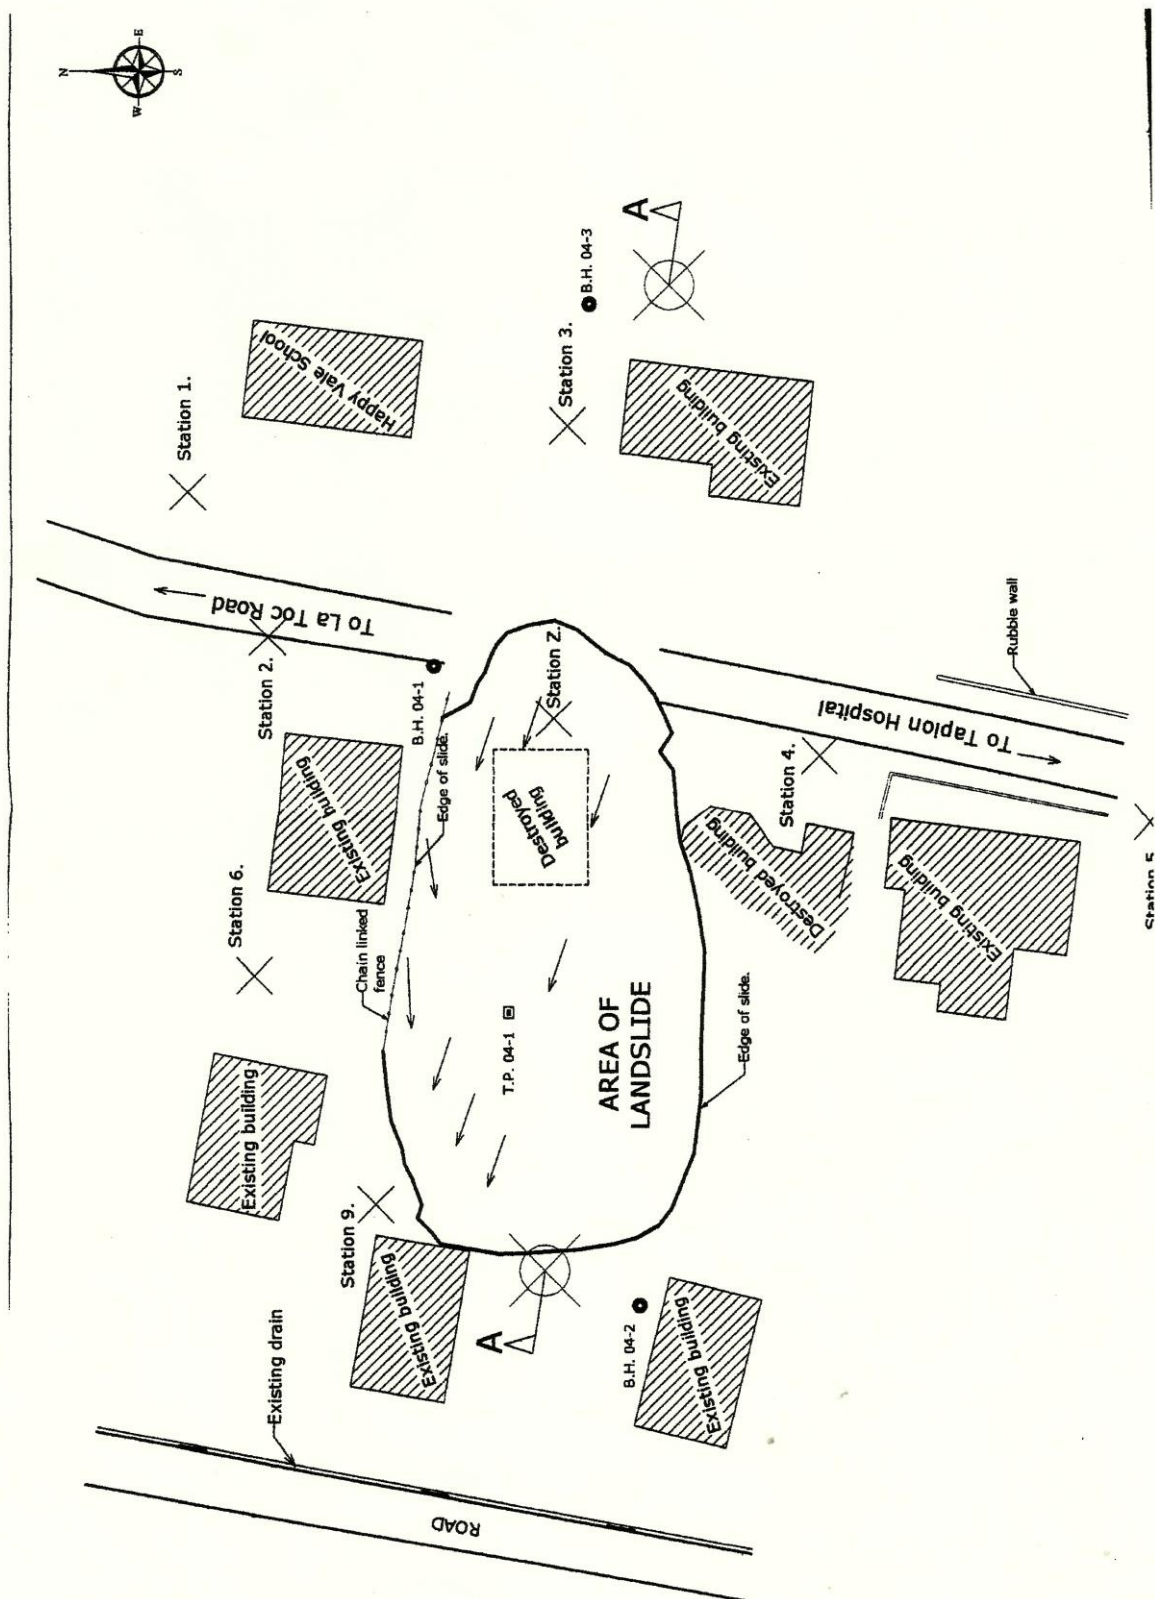 N
E
S
W
Station 1.
Happy Vale School
To La Toc Road
Station 2.
B.H. 04-1
Existing building
Edge of slide.
Station 6.
Chain linked
fence
Existing building
Station 9.
Existing building
Existing drain
ROAD
A
B.H. 04-3
Station 3.
Existing building
Station Z.
Destroyed
building
T.P. 04-1
AREA OF
LANDSLIDE
Edge of slide.
A
B.H. 04-2
Existing building
Rubble wall
To Tapion Hospital
Station 4.
Destroyed building
Existing building
Station 5